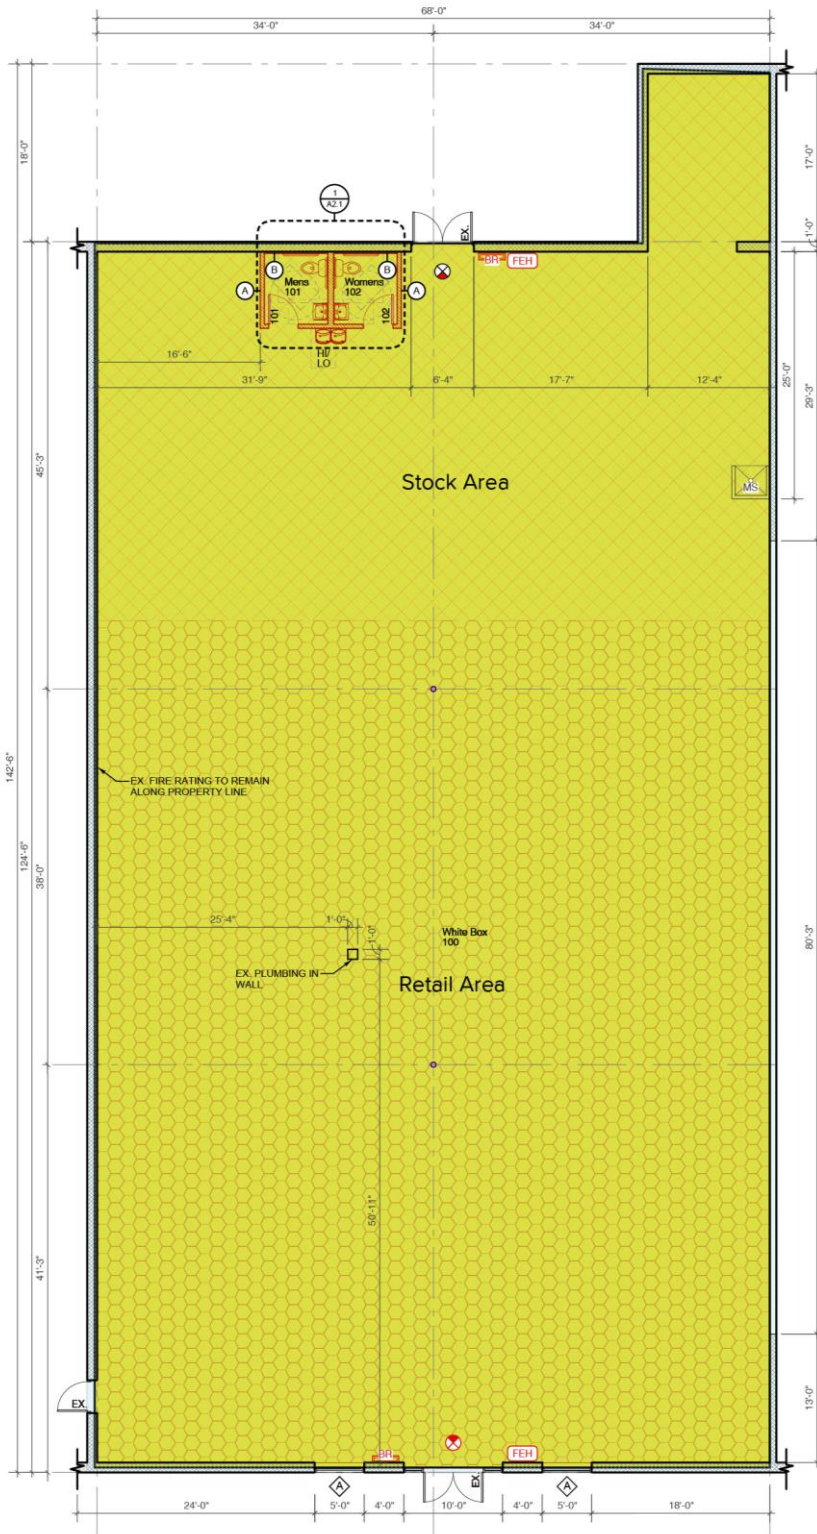 68'-0"
34'-0"
34'-0"
18'-0"
17'-0"
1
A2.1
EX.
1'-0"
BR
FEH
B
B
Mens
101
Womens
102
A
A
101
102
HI/
LO
16'-6"
31'-9"
6'-4"
17'-7"
12'-4"
25'-0"
29'-3"
45'-3"
Stock Area
MS
142'-6"
124'-6"
EX. FIRE RATING TO REMAIN
ALONG PROPERTY LINE
38'-0"
25'-4"
1'-0"
1'-0"
White Box
100
80'-3"
EX. PLUMBING IN
WALL
Retail Area
50'-11"
41'-3"
13'-0"
EX.
BR
FEH
A
EX.
A
24'-0"
5'-0"
4'-0"
10'-0"
4'-0"
5'-0"
18'-0"